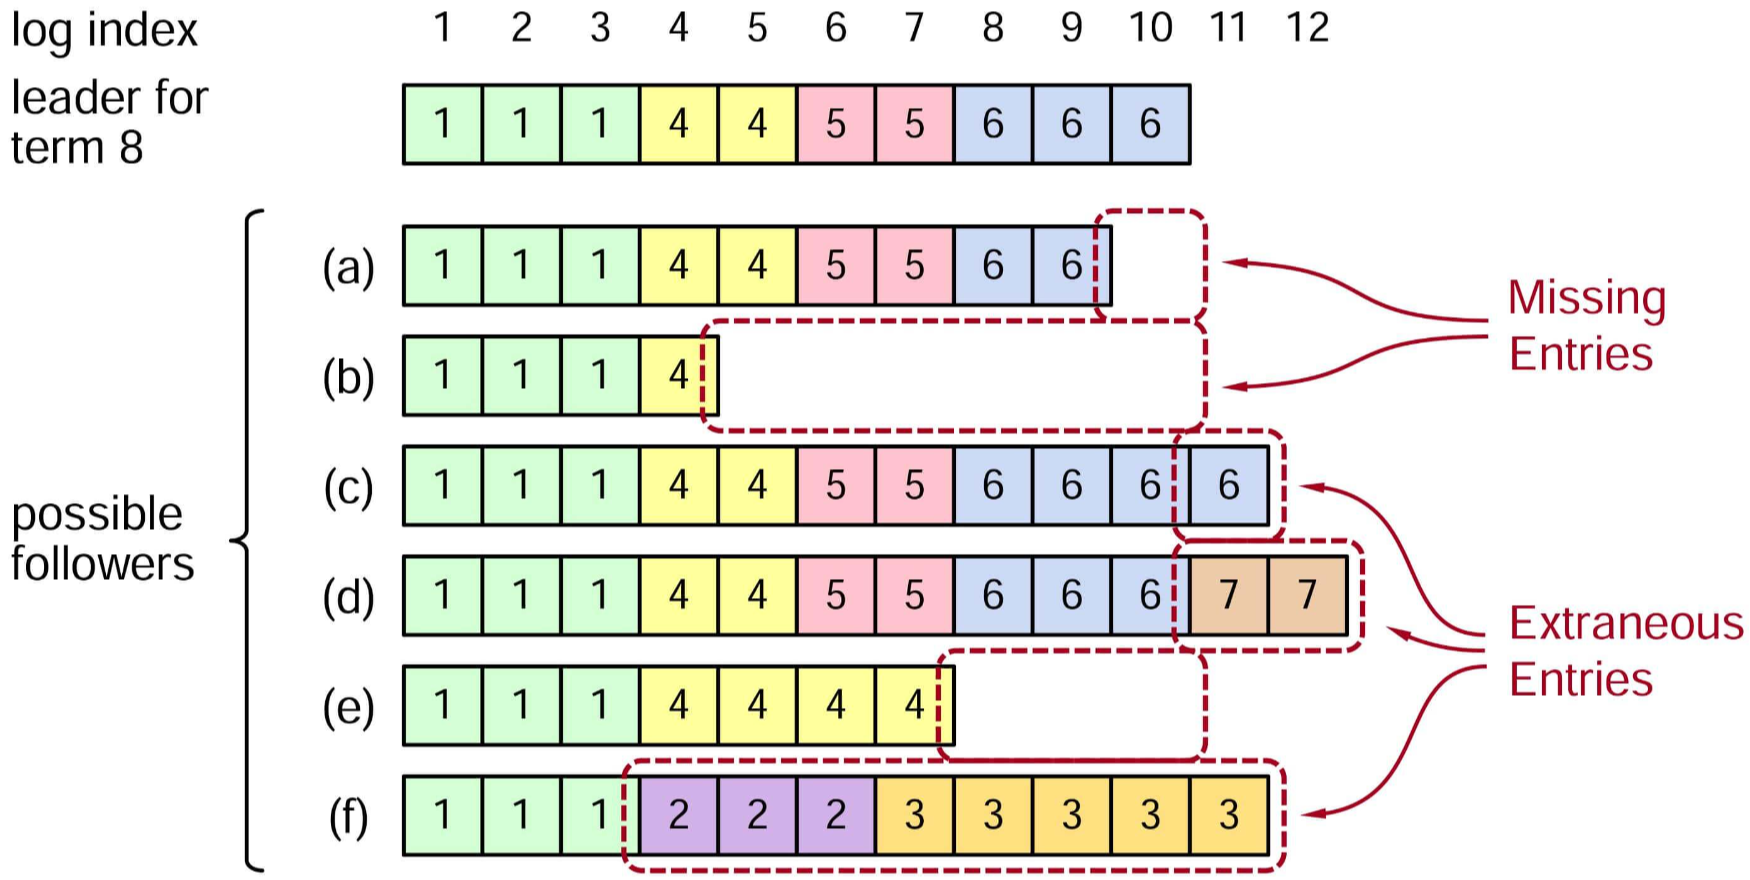 log index 1 2 3 4 5 6 7 8 9 10 11 12
leader for
term 8
1 1 1 4 4 5 5 6 6 6
(a) 1 1 1 4 4 5 5 6 6
Missing
Entries
(b) 1 1 1 4
(c) 1 1 1 4 4 5 5 6 6 6 6
possible
followers
(d) 1 1 1 4 4 5 5 6 6 6 7 7
Extraneous
Entries
(e) 1 1 1 4 4 4 4
(f) 1 1 1 2 2 2 3 3 3 3 3